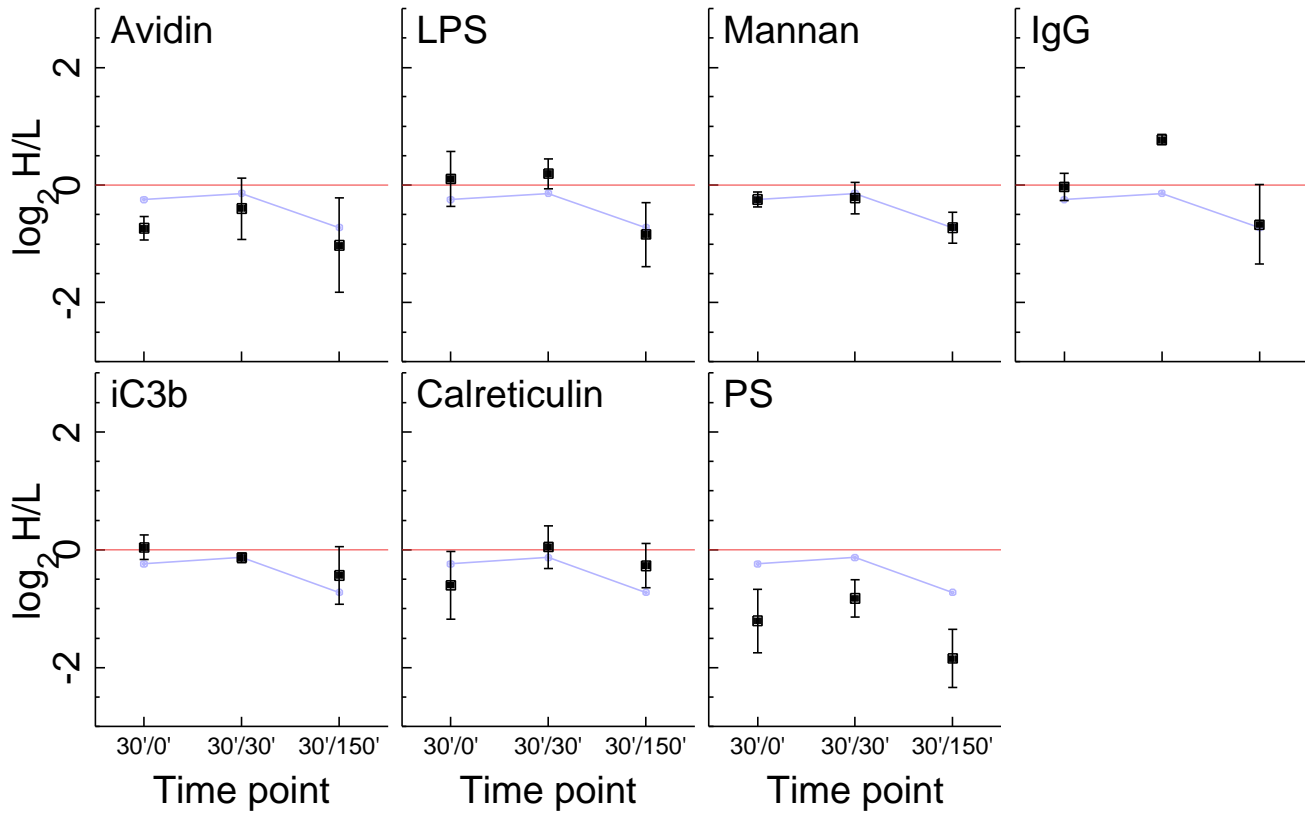 Avidin
LPS
Mannan
IgG
2
0
-2
log2 H/L
iC3b
Calreticulin
PS
2
0
-2
log2 H/L
30'/0' 30'/30' 30'/150'
30'/0' 30'/30' 30'/150'
30'/0' 30'/30' 30'/150'
Time point
Time point
Time point